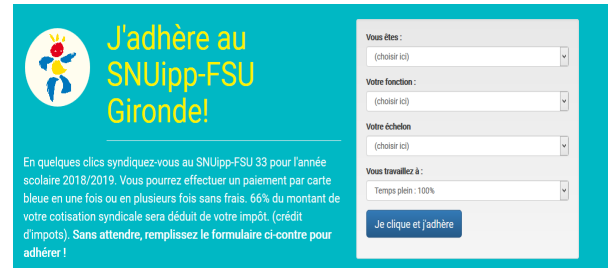 J'adhère au
SNUipp-FSU
Gironde!
En quelques clics syndiquez-vous au SNUipp-FSU 33 pour l'année
scolaire 2018/2019. Vous pourrez effectuer un paiement par carte
bleue en une fois ou en plusieurs fois sans frais. 66% du montant de
votre cotisation syndicale sera déduit de votre impôt. (crédit
d'impots). Sans attendre, remplissez le formulaire ci-contre pour
adhérer !
Vous êtes :
(choisir ici)
Votre fonction :
(choisir ici)
Votre échelon
(choisir ici)
Vous travaillez à :
Temps plein : 100%
Je clique et j'adhère